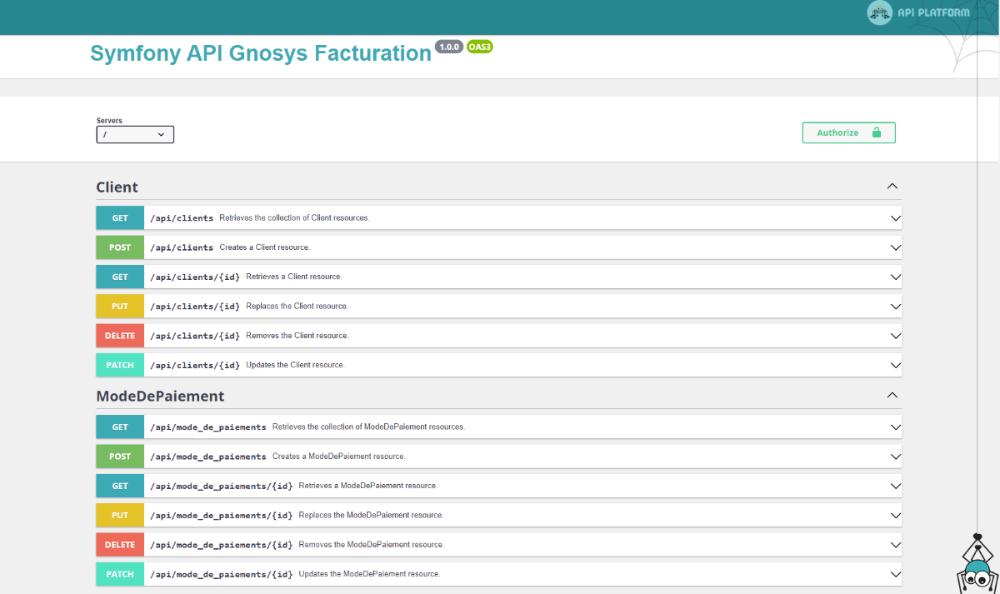 API PLATFORM
Symfony API Gnosys Facturation 1.0.0 OAS3
Servers
/
Authorize
Client
GET /api/clients Retrieves the collection of Client resources.
POST /api/clients Creates a Client resource.
GET /api/clients/{id} Retrieves a Client resource.
PUT /api/clients/{id} Replaces the Client resource.
DELETE /api/clients/{id} Removes the Client resource.
PATCH /api/clients/{id} Updates the Client resource.
ModeDePaiement
GET /api/mode_de_paiements Retrieves the collection of ModeDePaiement resources.
POST /api/mode_de_paiements Creates a ModeDePaiement resource.
GET /api/mode_de_paiements/{id} Retrieves a ModeDePaiement resource.
PUT /api/mode_de_paiements/{id} Replaces the ModeDePaiement resource.
DELETE /api/mode_de_paiements/{id} Removes the ModeDePaiement resource.
PATCH /api/mode_de_paiements/{id} Updates the ModeDePaiement resource.